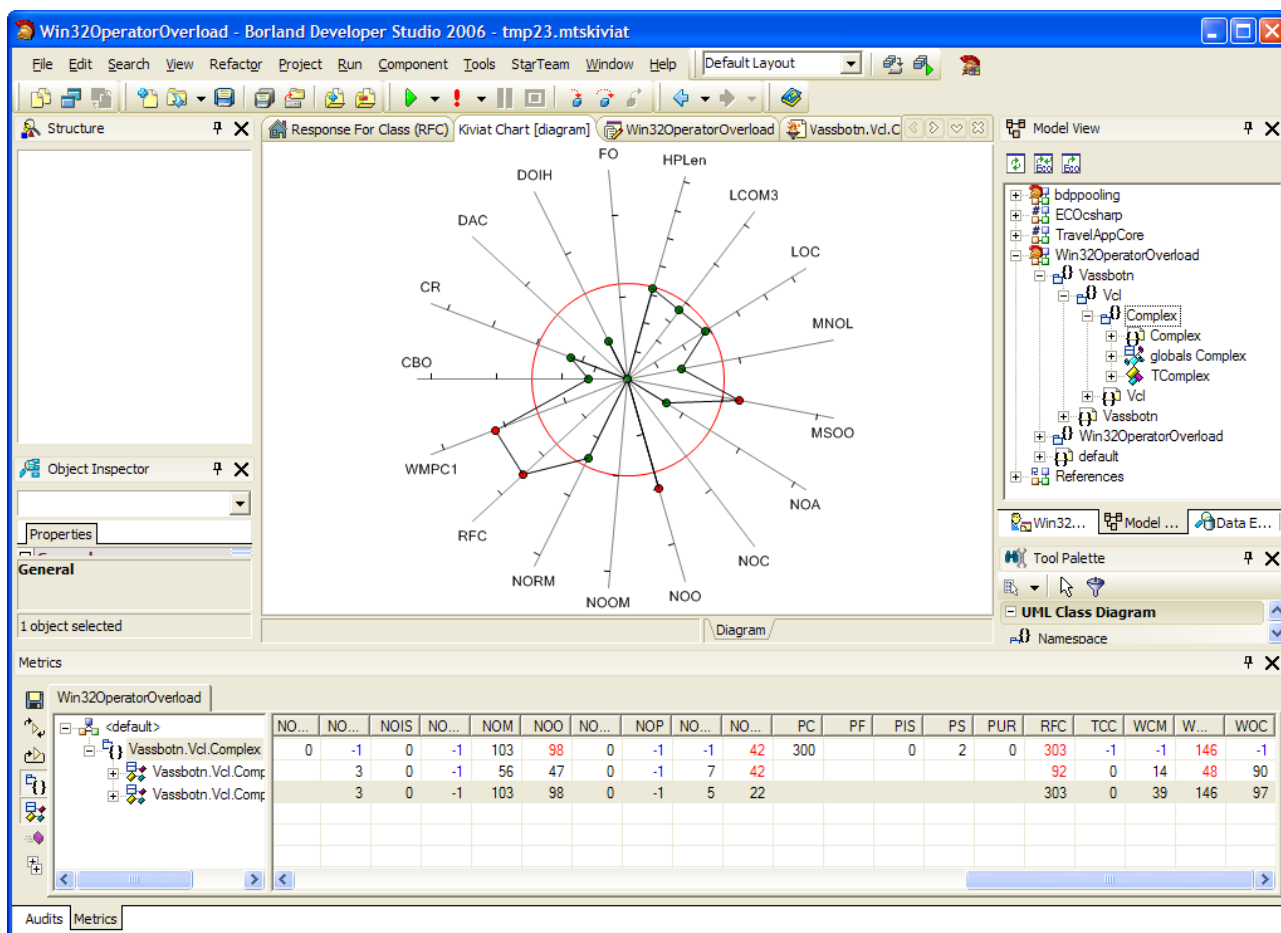 Win32OperatorOverload - Borland Developer Studio 2006 - tmp23.mtskiviat
File Edit Search View Refactor Project Run Component Tools StarTeam Window Help Default Layout
Structure
Response For Class (RFC) Kiviat Chart [diagram] Win32OperatorOverload Vassbotn.Vcl.C
Model View
FO
HPLen
DOIH
LCOM3
DAC
LOC
CR
MNOL
CBO
MSOO
WMPC1
NOA
RFC
NOC
NORM
NOO
NOOM
Diagram
bdppooling
ECOcsharp
TravelAppCore
Win32OperatorOverload
Vassbotn
Vcl
Complex
Complex
globals Complex
TComplex
Vcl
Vassbotn
Win32OperatorOverload
default
References
Win32... Model ... Data E...
Object Inspector
Properties
General
1 object selected
Tool Palette
UML Class Diagram
Namespace
Metrics
Win32OperatorOverload
<default>
Vassbotn.Vcl.Complex
Vassbotn.Vcl.Comp
Vassbotn.Vcl.Comp
NO... NO... NOIS NO... NOM NOO NO... NOP NO... NO... PC PF PIS PS PUR RFC TCC WCM W... WOC
0 -1 0 -1 103 98 0 -1 -1 42 300 0 2 0 303 -1 -1 146 -1
3 0 -1 56 47 0 -1 7 42 92 0 14 48 90
3 0 -1 103 98 0 -1 5 22 303 0 39 146 97
Audits Metrics